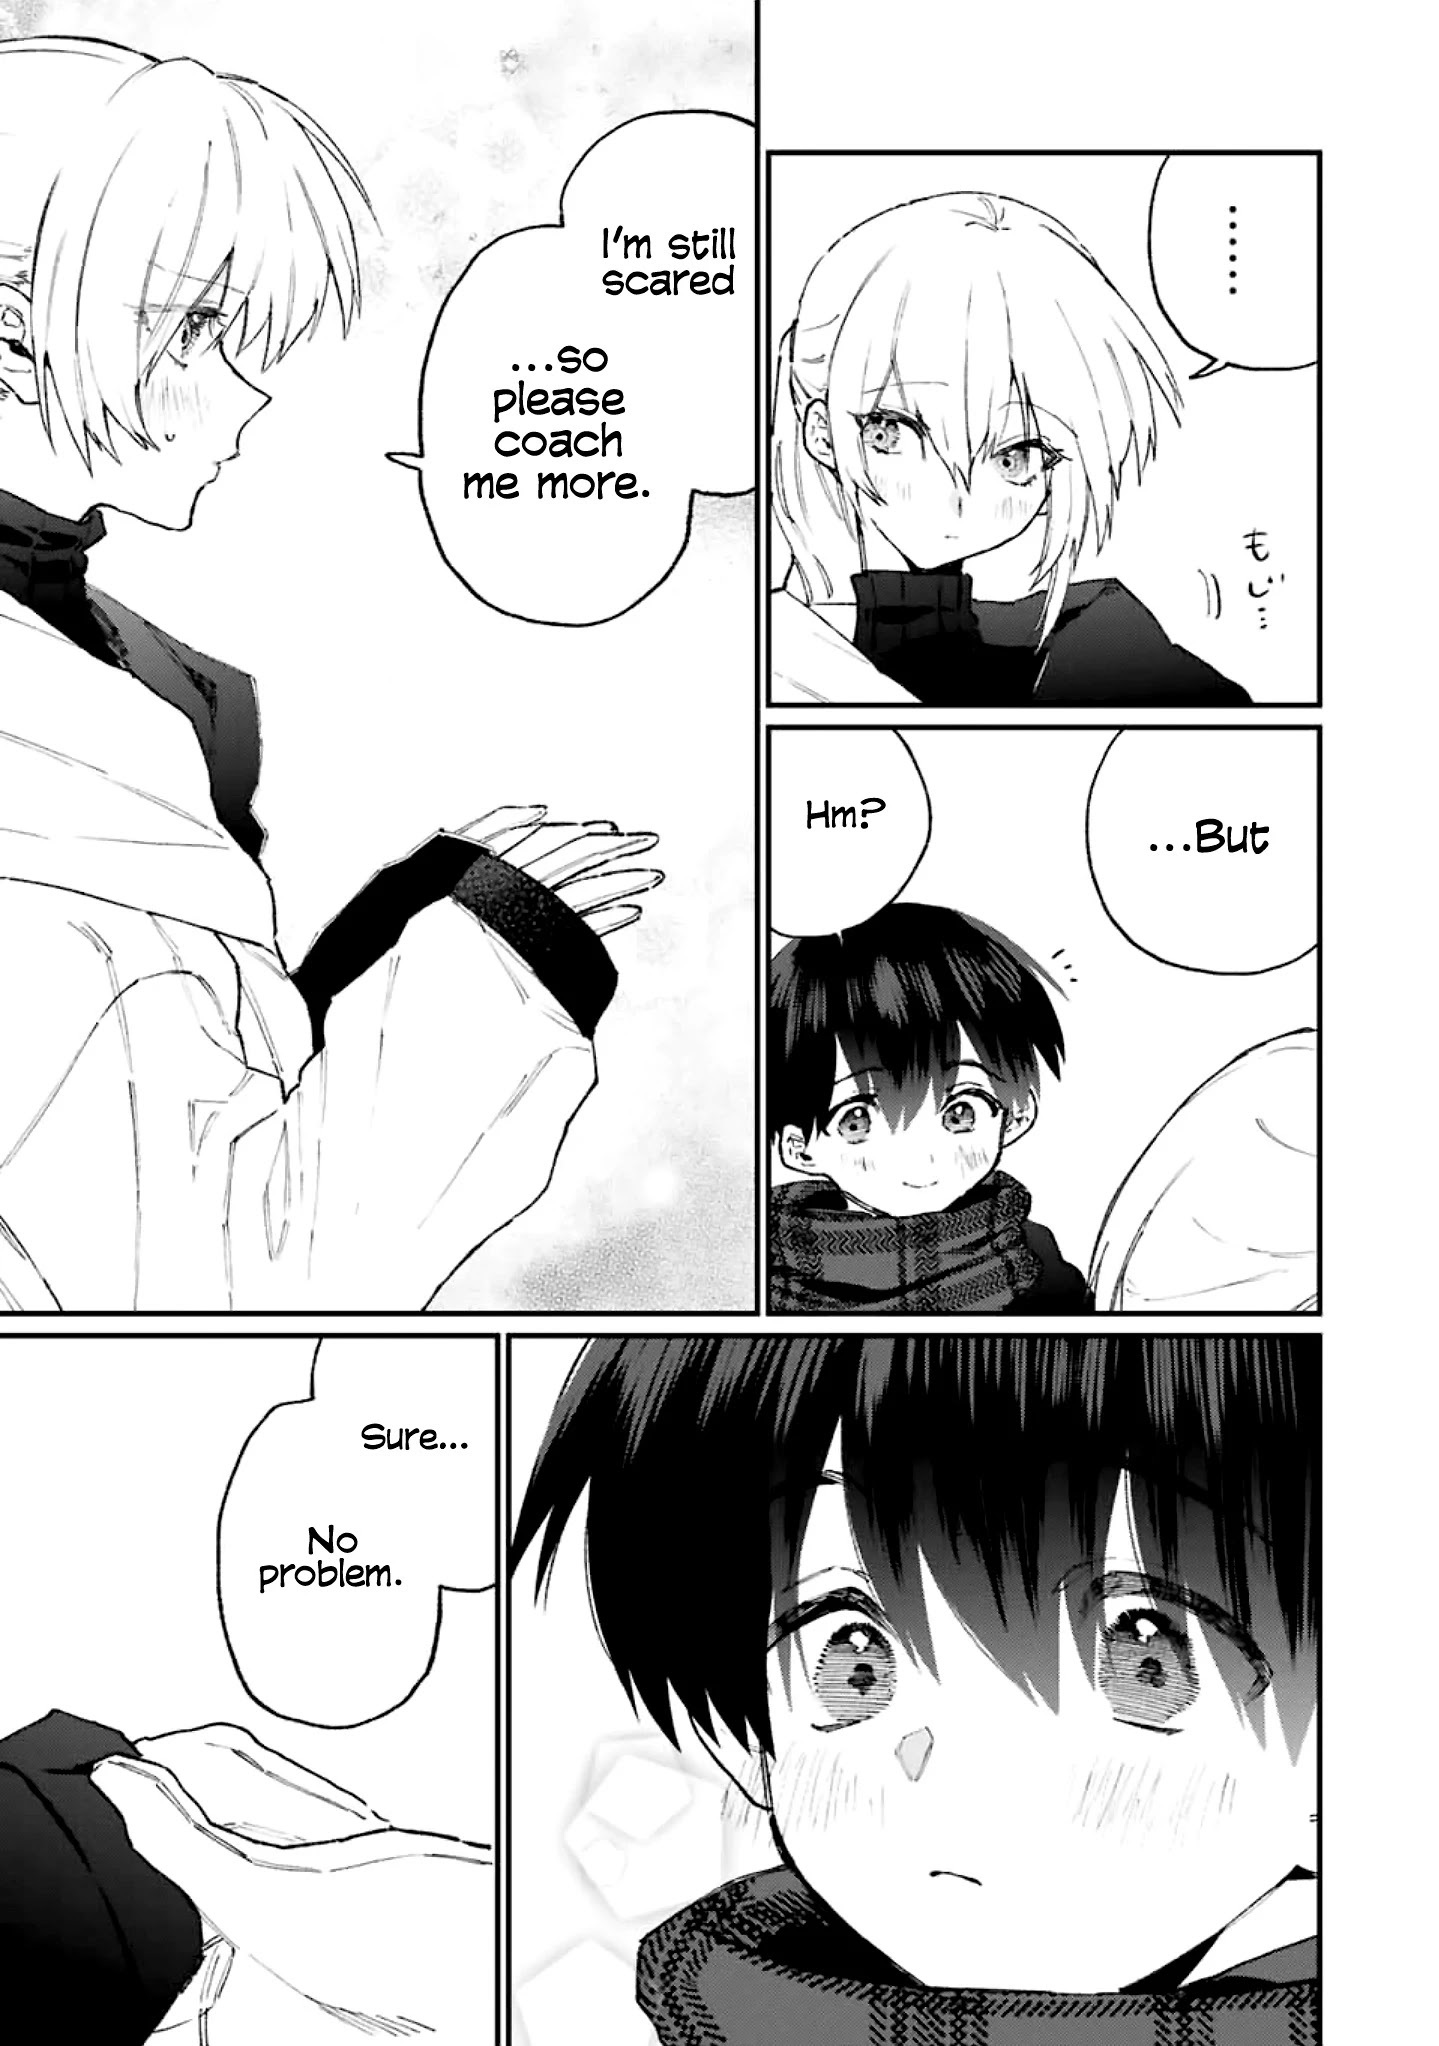 ......
もじ…
...But
Hm?
I'm still
scared
...so
please
coach
me more.
Sure...
No
problem.